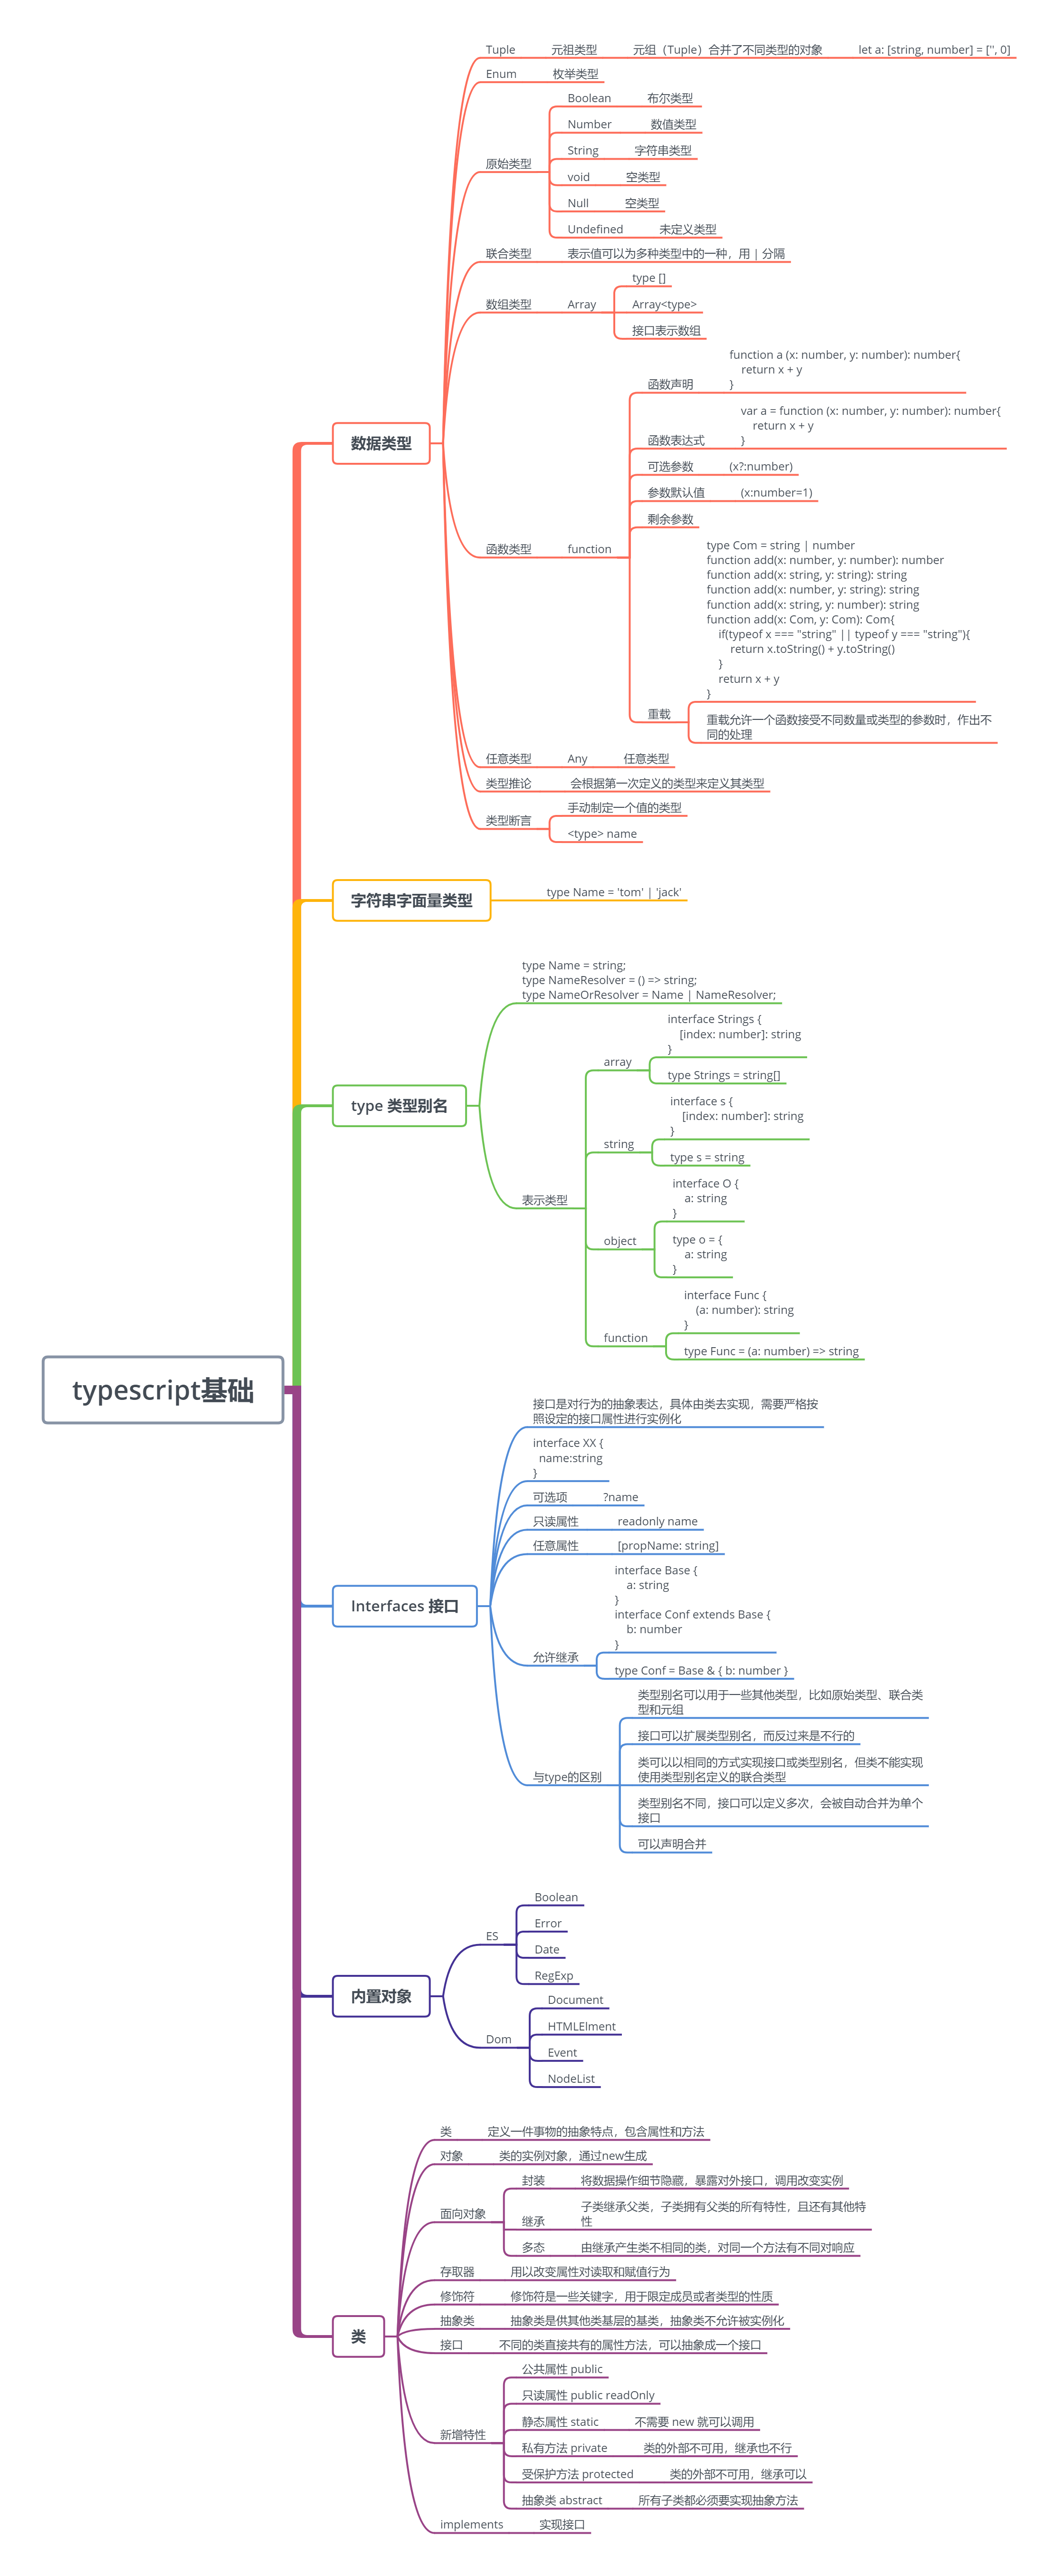 typescript基础
数据类型
Tuple 元祖类型 元组（Tuple）合并了不同类型的对象 let a: [string, number] = ['', 0]
Enum 枚举类型
原始类型
Boolean 布尔类型
Number 数值类型
String 字符串类型
void 空类型
Null 空类型
Undefined 未定义类型
联合类型 表示值可以为多种类型中的一种，用 | 分隔
数组类型 Array
type []
Array<type>
接口表示数组
函数类型 function
函数声明
function a (x: number, y: number): number{
return x + y
}
函数表达式
var a = function (x: number, y: number): number{
return x + y
}
可选参数 (x?:number)
参数默认值 (x:number=1)
剩余参数
重载
type Com = string | number
function add(x: number, y: number): number
function add(x: string, y: string): string
function add(x: number, y: string): string
function add(x: string, y: number): string
function add(x: Com, y: Com): Com{
if(typeof x === "string" || typeof y === "string"){
return x.toString() + y.toString()
}
return x + y
}
重载允许一个函数接受不同数量或类型的参数时，作出不
同的处理
任意类型 Any 任意类型
类型推论 会根据第一次定义的类型来定义其类型
类型断言
手动制定一个值的类型
<type> name
字符串字面量类型 type Name = 'tom' | 'jack'
type 类型别名
type Name = string;
type NameResolver = () => string;
type NameOrResolver = Name | NameResolver;
表示类型
array
interface Strings {
[index: number]: string
}
type Strings = string[]
string
interface s {
[index: number]: string
}
type s = string
object
interface O {
a: string
}
type o = {
a: string
}
function
interface Func {
(a: number): string
}
type Func = (a: number) => string
Interfaces 接口
接口是对行为的抽象表达，具体由类去实现，需要严格按
照设定的接口属性进行实例化
interface XX {
name:string
}
可选项 ?name
只读属性 readonly name
任意属性 [propName: string]
允许继承
interface Base {
a: string
}
interface Conf extends Base {
b: number
}
type Conf = Base & { b: number }
与type的区别
类型别名可以用于一些其他类型，比如原始类型、联合类
型和元组
接口可以扩展类型别名，而反过来是不行的
类可以以相同的方式实现接口或类型别名，但类不能实现
使用类型别名定义的联合类型
类型别名不同，接口可以定义多次，会被自动合并为单个
接口
可以声明合并
内置对象
ES
Boolean
Error
Date
RegExp
Dom
Document
HTMLElment
Event
NodeList
类
类 定义一件事物的抽象特点，包含属性和方法
对象 类的实例对象，通过new生成
面向对象
封装 将数据操作细节隐藏，暴露对外接口，调用改变实例
继承 子类继承父类，子类拥有父类的所有特性，且还有其他特
性
多态 由继承产生类不相同的类，对同一个方法有不同对响应
存取器 用以改变属性对读取和赋值行为
修饰符 修饰符是一些关键字，用于限定成员或者类型的性质
抽象类 抽象类是供其他类基层的基类，抽象类不允许被实例化
接口 不同的类直接共有的属性方法，可以抽象成一个接口
新增特性
公共属性 public
只读属性 public readOnly
静态属性 static 不需要 new 就可以调用
私有方法 private 类的外部不可用，继承也不行
受保护方法 protected 类的外部不可用，继承可以
抽象类 abstract 所有子类都必须要实现抽象方法
implements 实现接口